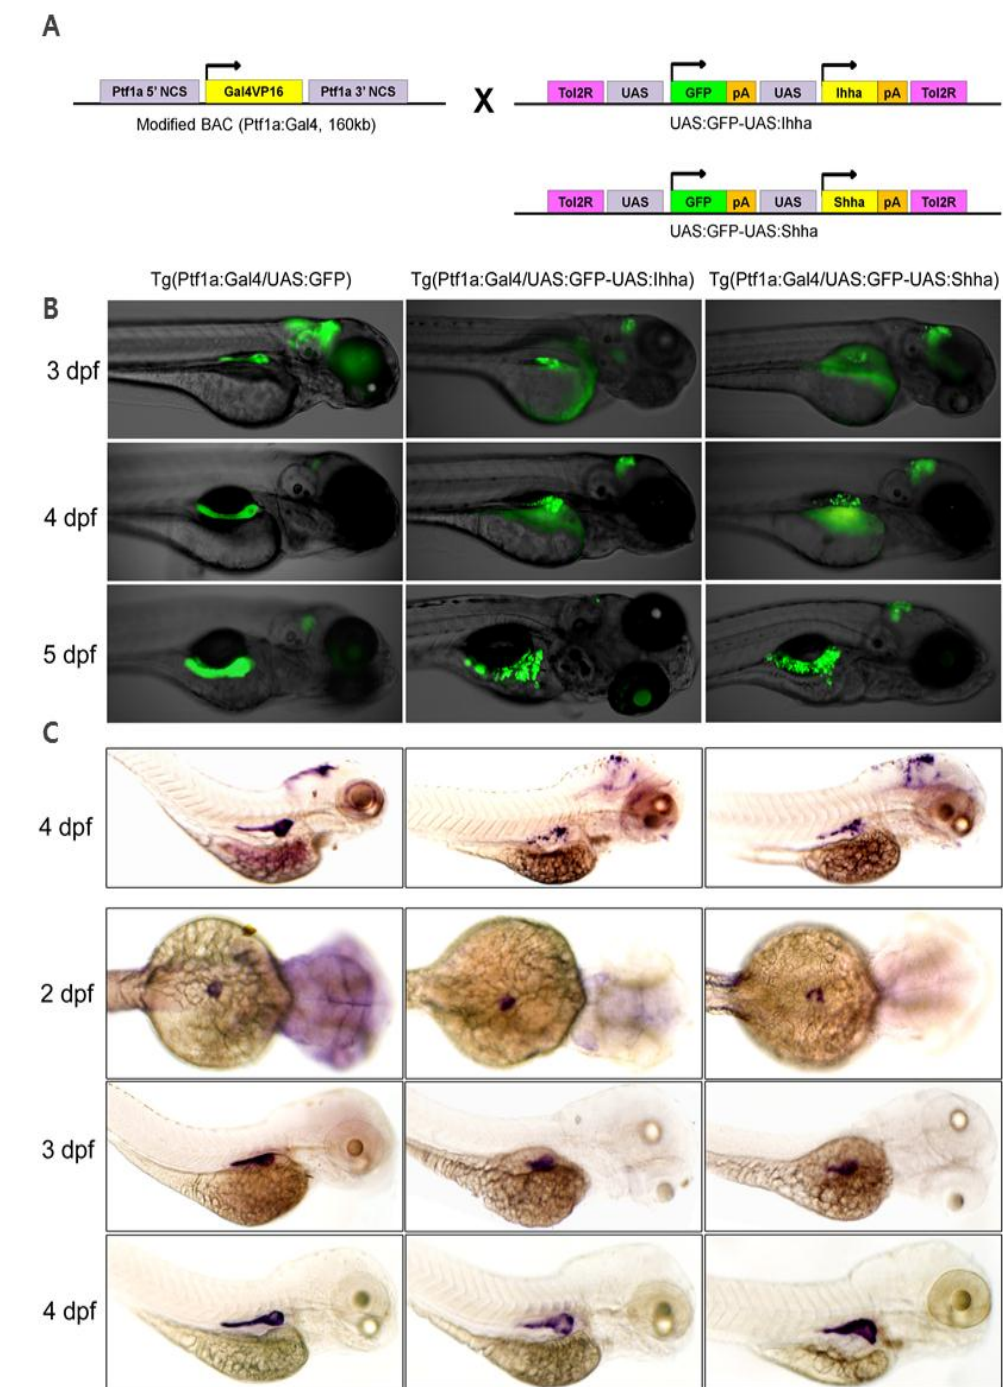 A
Ptf1a 5' NCS Gal4VP16 Ptf1a 3' NCS
Modified BAC (Ptf1a:Gal4, 160kb)
X
Tol2R UAS GFP pA UAS Ihha pA Tol2R
UAS:GFP-UAS:Ihha
Tol2R UAS GFP pA UAS Shha pA Tol2R
UAS:GFP-UAS:Shha
Tg(Ptf1a:Gal4/UAS:GFP) Tg(Ptf1a:Gal4/UAS:GFP-UAS:Ihha) Tg(Ptf1a:Gal4/UAS:GFP-UAS:Shha)
B
3 dpf
4 dpf
5 dpf
C
4 dpf
2 dpf
3 dpf
4 dpf